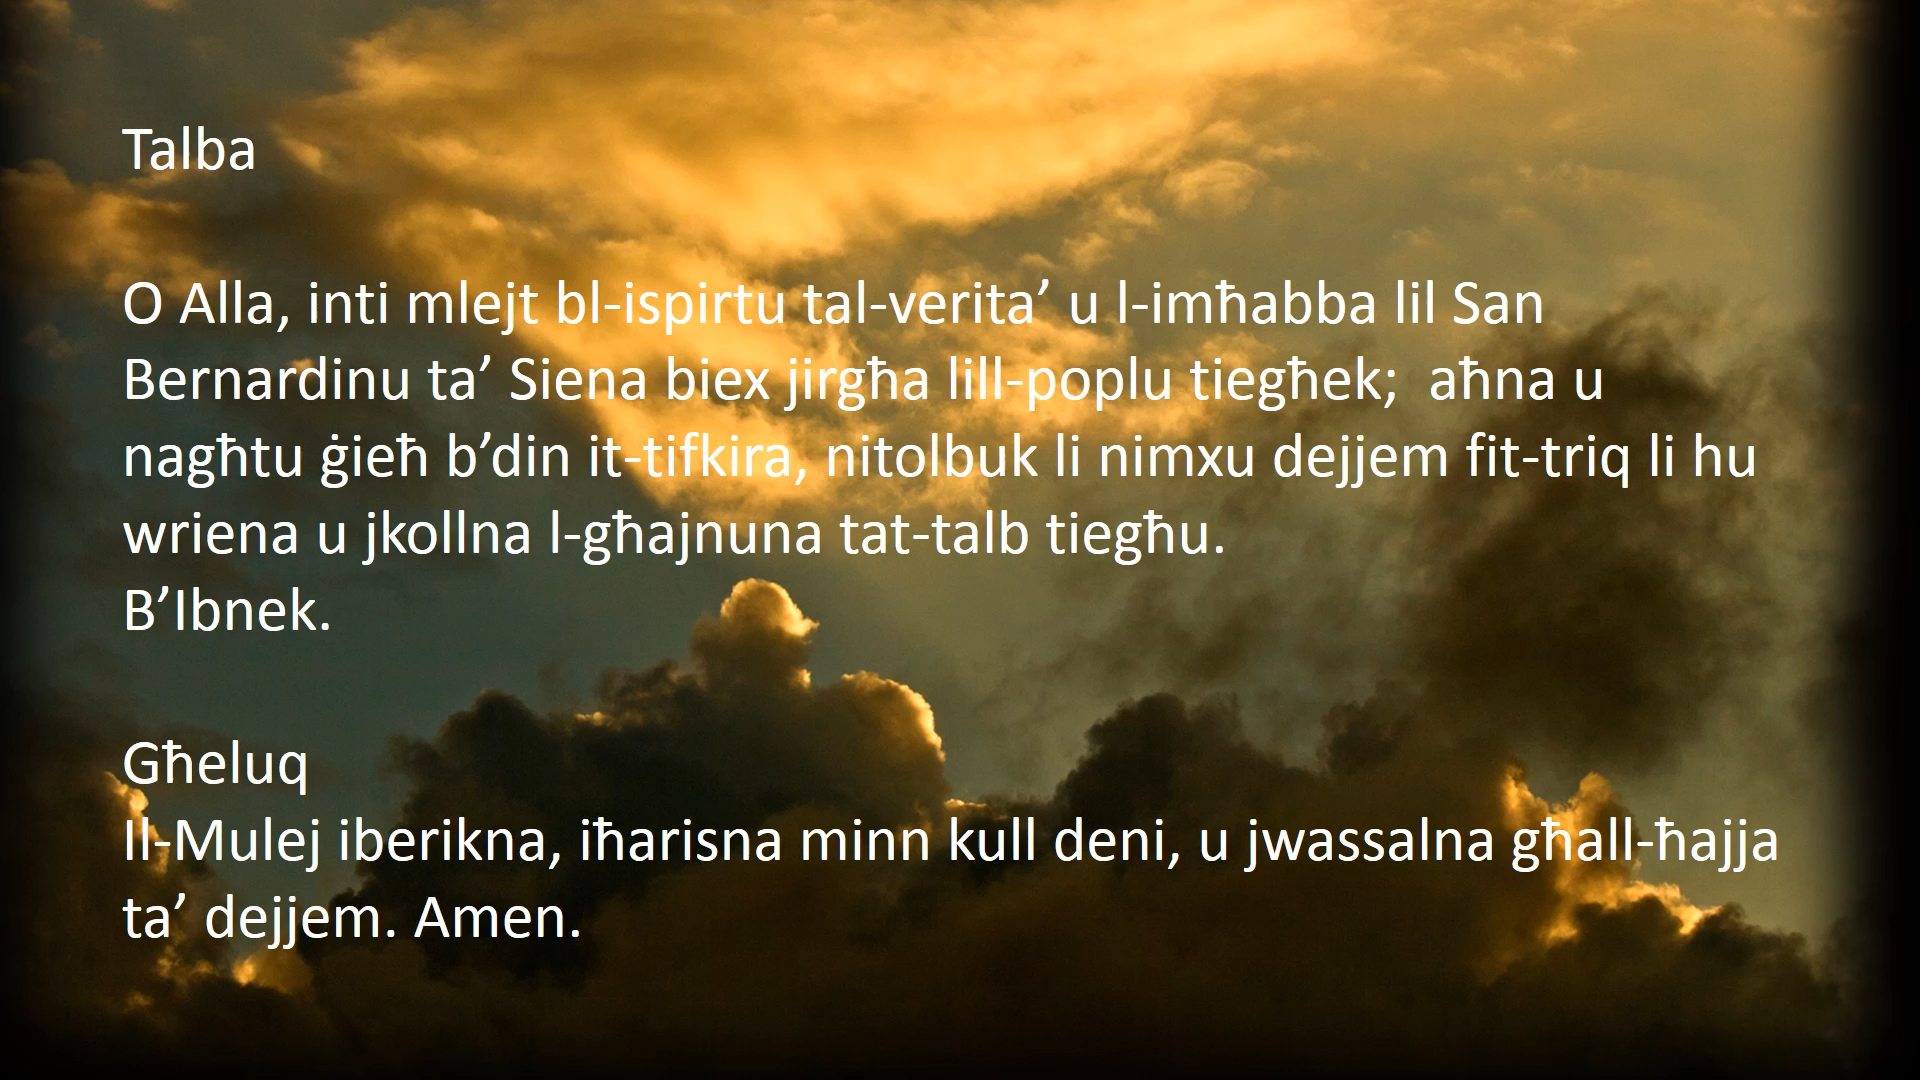 Talba
O Alla, inti mlejt bl-ispirtu tal-verita’ u l-imħabba lil San
Bernardinu ta’ Siena biex jirgħa lill-poplu tiegħek;  aħna u
nagħtu ġieħ b’din it-tifkira, nitolbuk li nimxu dejjem fit-triq li hu
wriena u jkollna l-għajnuna tat-talb tiegħu.
B’Ibnek.
Għeluq
Il-Mulej iberikna, iħarisna minn kull deni, u jwassalna għall-ħajja
ta’ dejjem. Amen.